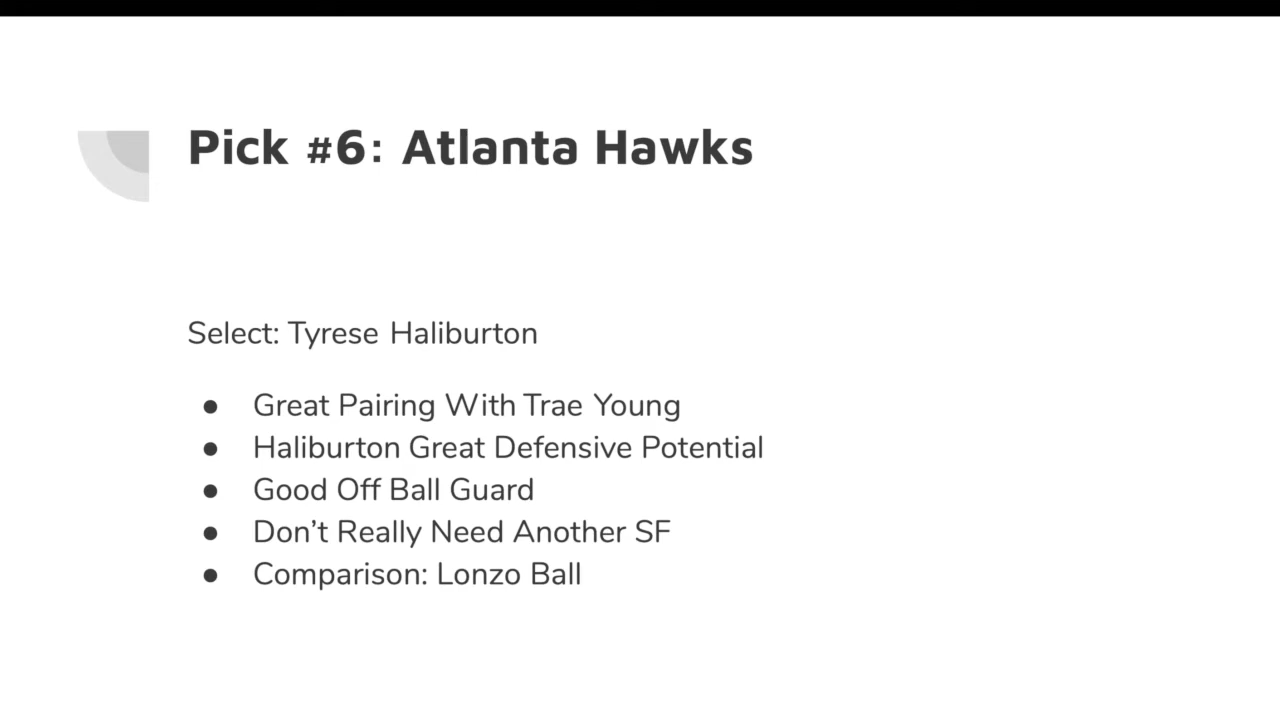 Pick #6: Atlanta Hawks
Select: Tyrese Haliburton
● Great Pairing With Trae Young
● Haliburton Great Defensive Potential
● Good Off Ball Guard
● Don’t Really Need Another SF
● Comparison: Lonzo Ball